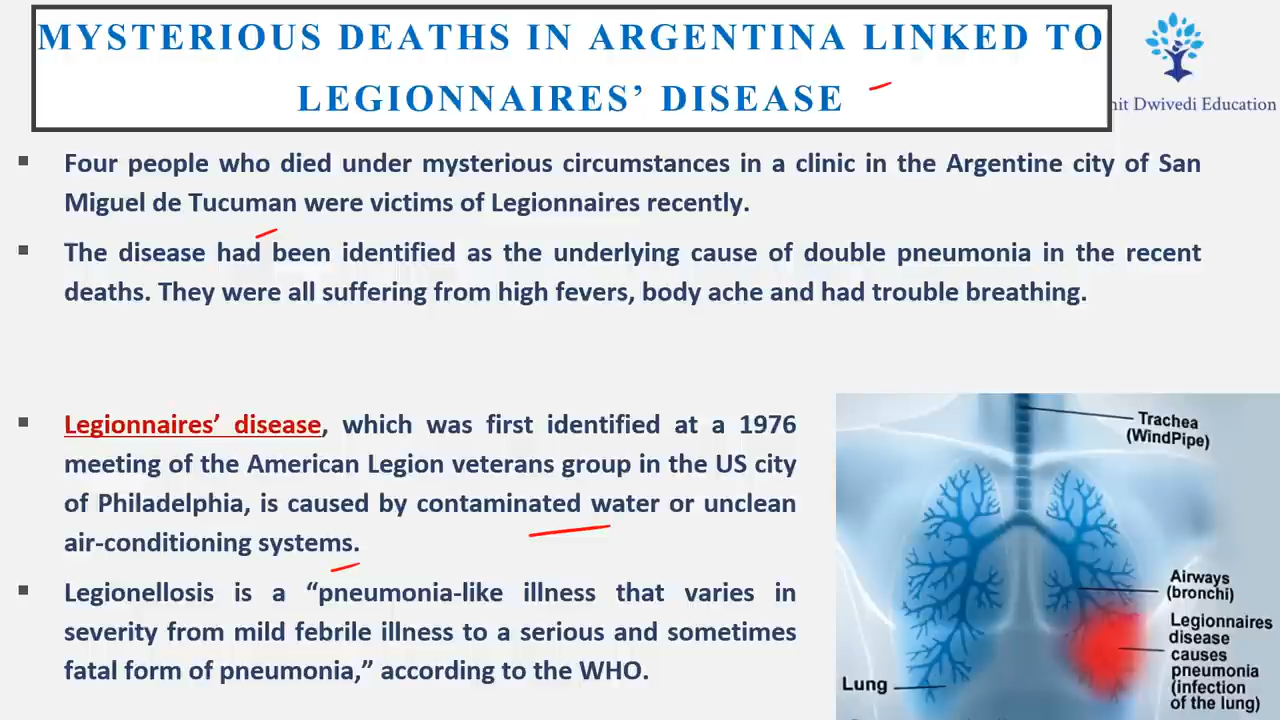 MYSTERIOUS DEATHS IN ARGENTINA LINKED TO
LEGIONNAIRES’ DISEASE
Dwivedi Education
Four people who died under mysterious circumstances in a clinic in the Argentine city of San
Miguel de Tucuman were victims of Legionnaires recently.
The disease had been identified as the underlying cause of double pneumonia in the recent
deaths. They were all suffering from high fevers, body ache and had trouble breathing.
Legionnaires’ disease, which was first identified at a 1976
meeting of the American Legion veterans group in the US city
of Philadelphia, is caused by contaminated water or unclean
air-conditioning systems.
Legionellosis is a “pneumonia-like illness that varies in
severity from mild febrile illness to a serious and sometimes
fatal form of pneumonia,” according to the WHO.
Trachea
(WindPipe)
Airways
(bronchi)
Legionnaires
disease
causes
pneumonia
(infection
of the lung)
Lung